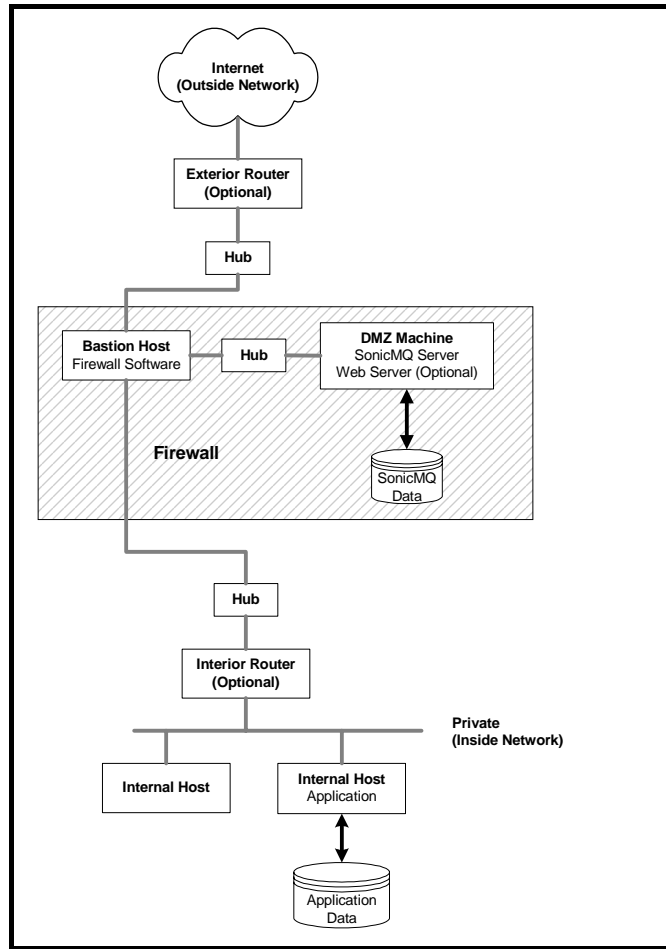 Internet
(Outside Network)
Exterior Router
(Optional)
Hub
Bastion Host
Firewall Software
Hub
DMZ Machine
SonicMQ Server
Web Server (Optional)
Firewall
SonicMQ
Data
Hub
Interior Router
(Optional)
Private
(Inside Network)
Internal Host
Internal Host
Application
Application
Data